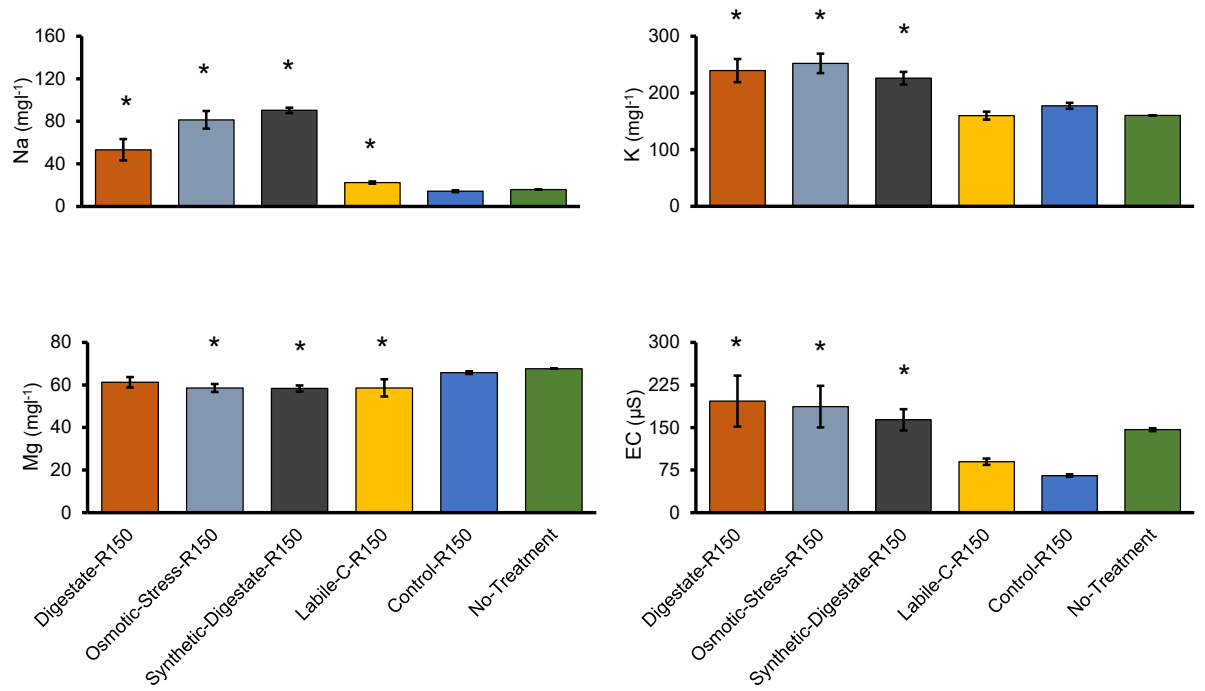 Na (mgl-1)
160
120
80
40
0
*
*
*
*
K (mgl-1)
300
200
100
0
*
*
*
Mg (mgl-1)
80
60
40
20
0
*
*
*
Digestate-R150
Osmotic-Stress-R150
Synthetic-Digestate-R150
Labile-C-R150
Control-R150
No-Treatment
EC (µS)
300
225
150
75
0
*
*
*
Digestate-R150
Osmotic-Stress-R150
Synthetic-Digestate-R150
Labile-C-R150
Control-R150
No-Treatment